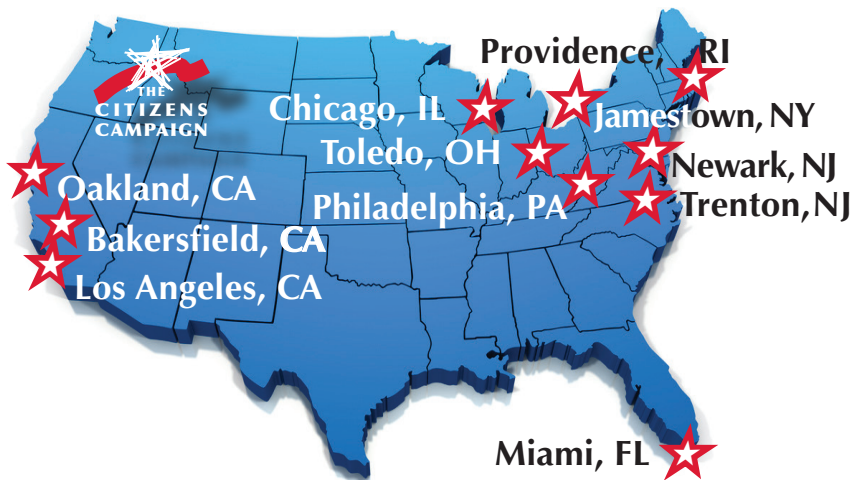 Providence, RI
THE
CITIZENS
CAMPAIGN
Chicago, IL
Jamestown, NY
Toledo, OH
Newark, NJ
Oakland, CA
Philadelphia, PA
Trenton, NJ
Bakersfield, CA
Los Angeles, CA
Miami, FL